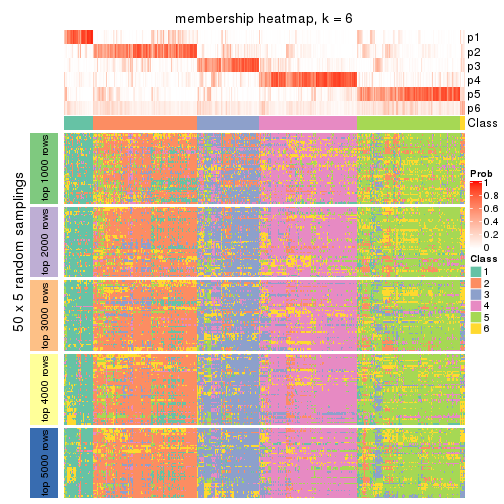 membership heatmap, k = 6
p1
p2
p3
p4
p5
p6
Class
50 x 5 random samplings
top 1000 rows
top 2000 rows
top 3000 rows
top 4000 rows
top 5000 rows
Prob
1
0.8
0.6
0.4
0.2
0
Class
1
2
3
4
5
6